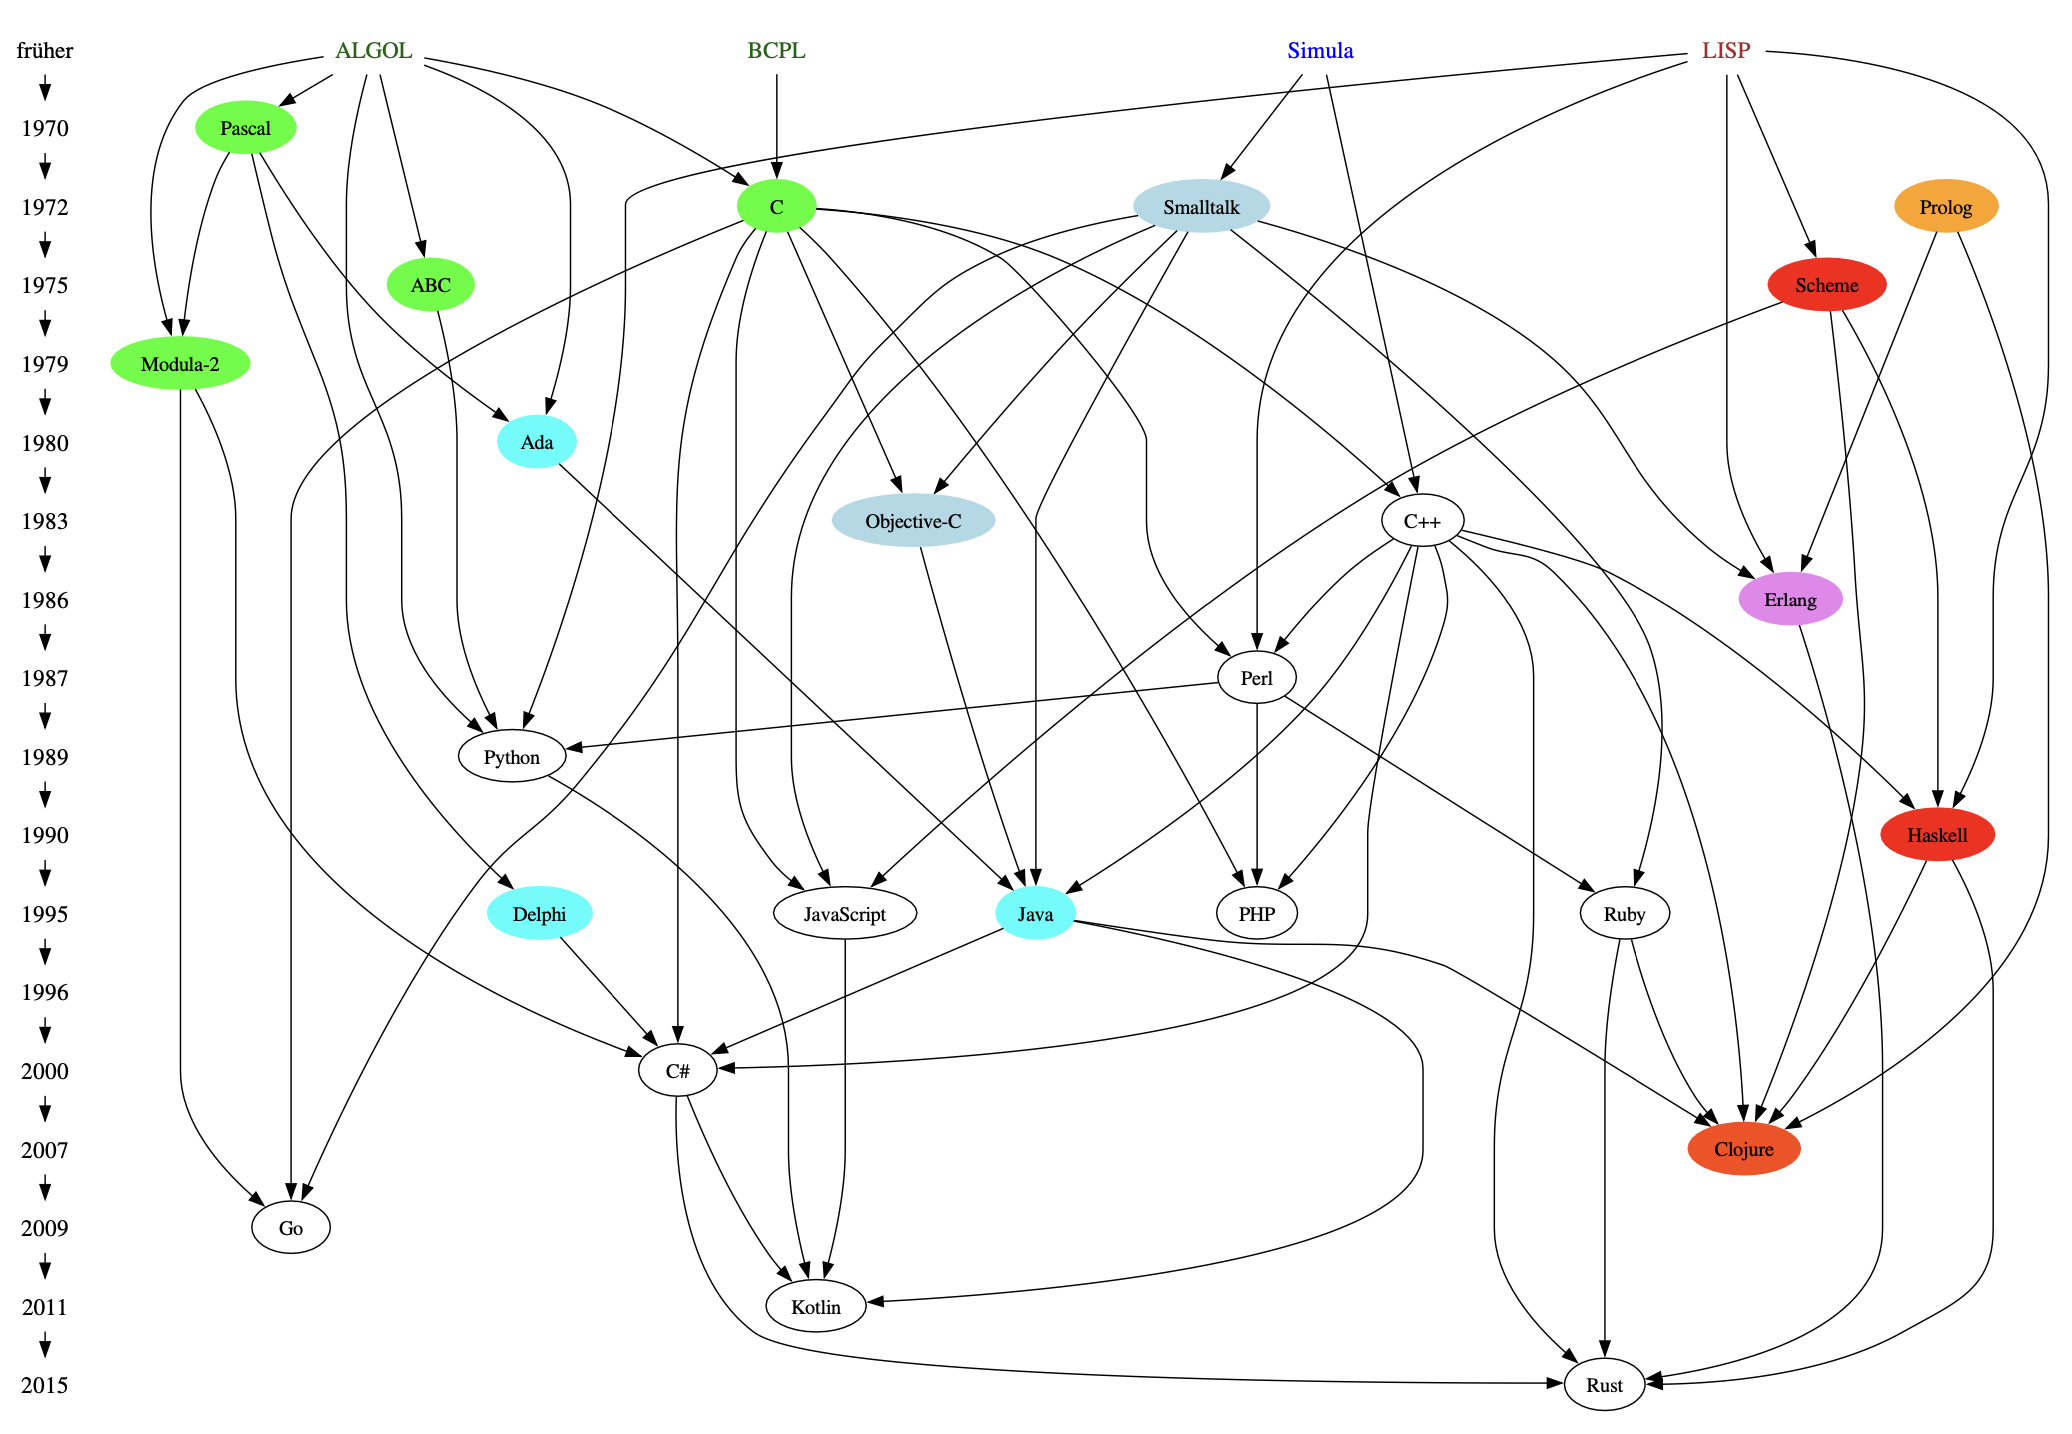 früher ALGOL BCPL Simula LISP
1970 Pascal
1972 C Smalltalk Prolog
1975 ABC Scheme
1979 Modula-2
1980 Ada
1983 Objective-C C++
1986 Erlang
1987 Perl
1989 Python
1990 Haskell
1995 Delphi JavaScript Java PHP Ruby
1996
2000 C#
2007 Clojure
2009 Go
2011 Kotlin
2015 Rust